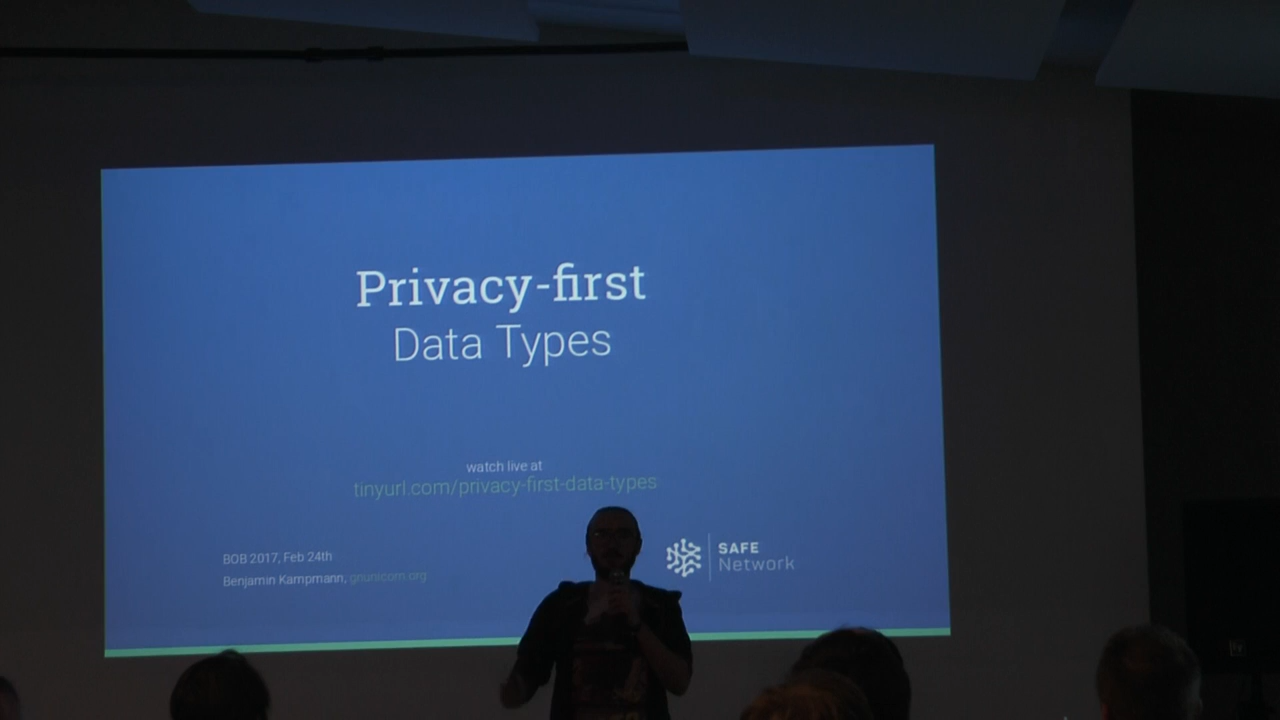 Privacy-first
Data Types
watch live at
tinyurl.com/privacy-first-data-types
BOB 2017, Feb 24th
Benjamin Kampmann, gnunicorn.org
SAFE
Network